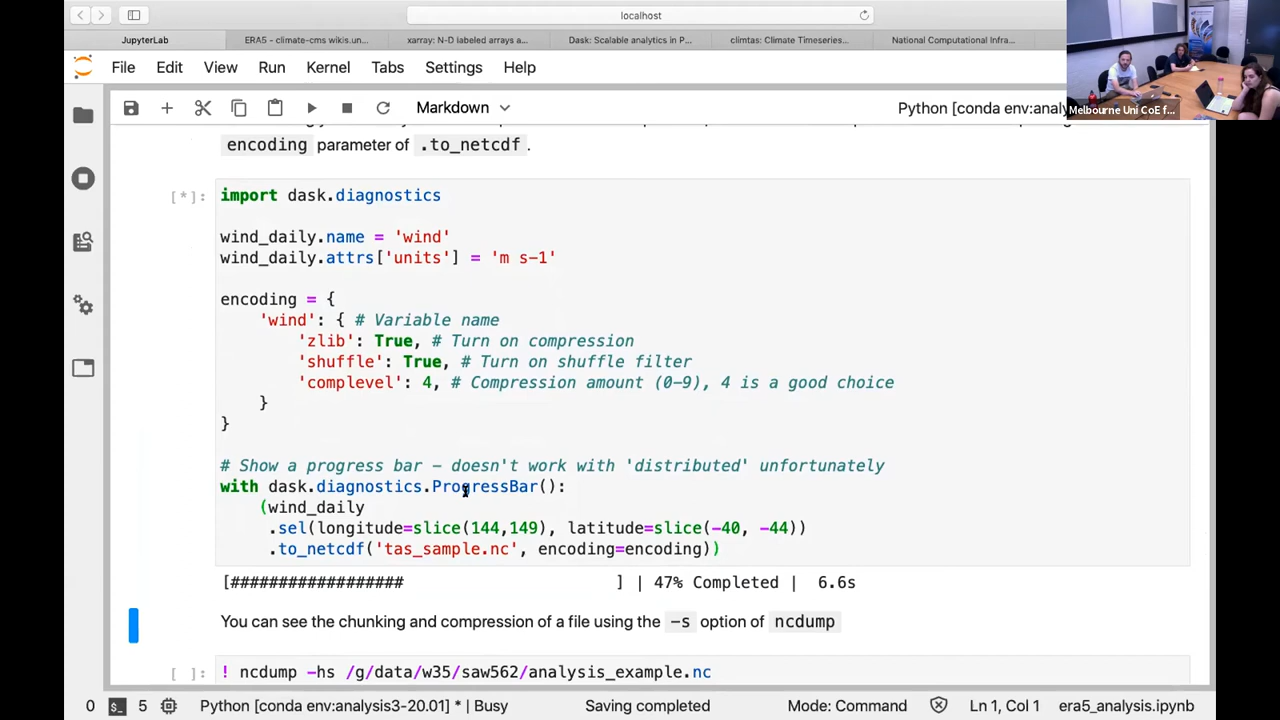 localhost
JupyterLab
ERA5 – climate-cms wikis.un...
xarray: N-D labeled arrays a...
Dask: Scalable analytics in P...
climtas: Climate Timeseries...
National Computational Infra...
File Edit View Run Kernel Tabs Settings Help
Markdown
Python [conda env:analy
Melbourne Uni CoE f...
encoding parameter of .to_netcdf.
[*]:
import dask.diagnostics
wind_daily.name = 'wind'
wind_daily.attrs['units'] = 'm s-1'
encoding = {
'wind': { # Variable name
'zlib': True, # Turn on compression
'shuffle': True, # Turn on shuffle filter
'complevel': 4, # Compression amount (0-9), 4 is a good choice
}
}
# Show a progress bar - doesn't work with 'distributed' unfortunately
with dask.diagnostics.ProgressBar():
(wind_daily
.sel(longitude=slice(144,149), latitude=slice(-40, -44))
.to_netcdf('tas_sample.nc', encoding=encoding))
[################## ] | 47% Completed | 6.6s
You can see the chunking and compression of a file using the -s option of ncdump
[ ]:
! ncdump -hs /g/data/w35/saw562/analysis_example.nc
0 5 Python [conda env:analysis3-20.01] * | Busy Saving completed Mode: Command Ln 1, Col 1 era5_analysis.ipynb